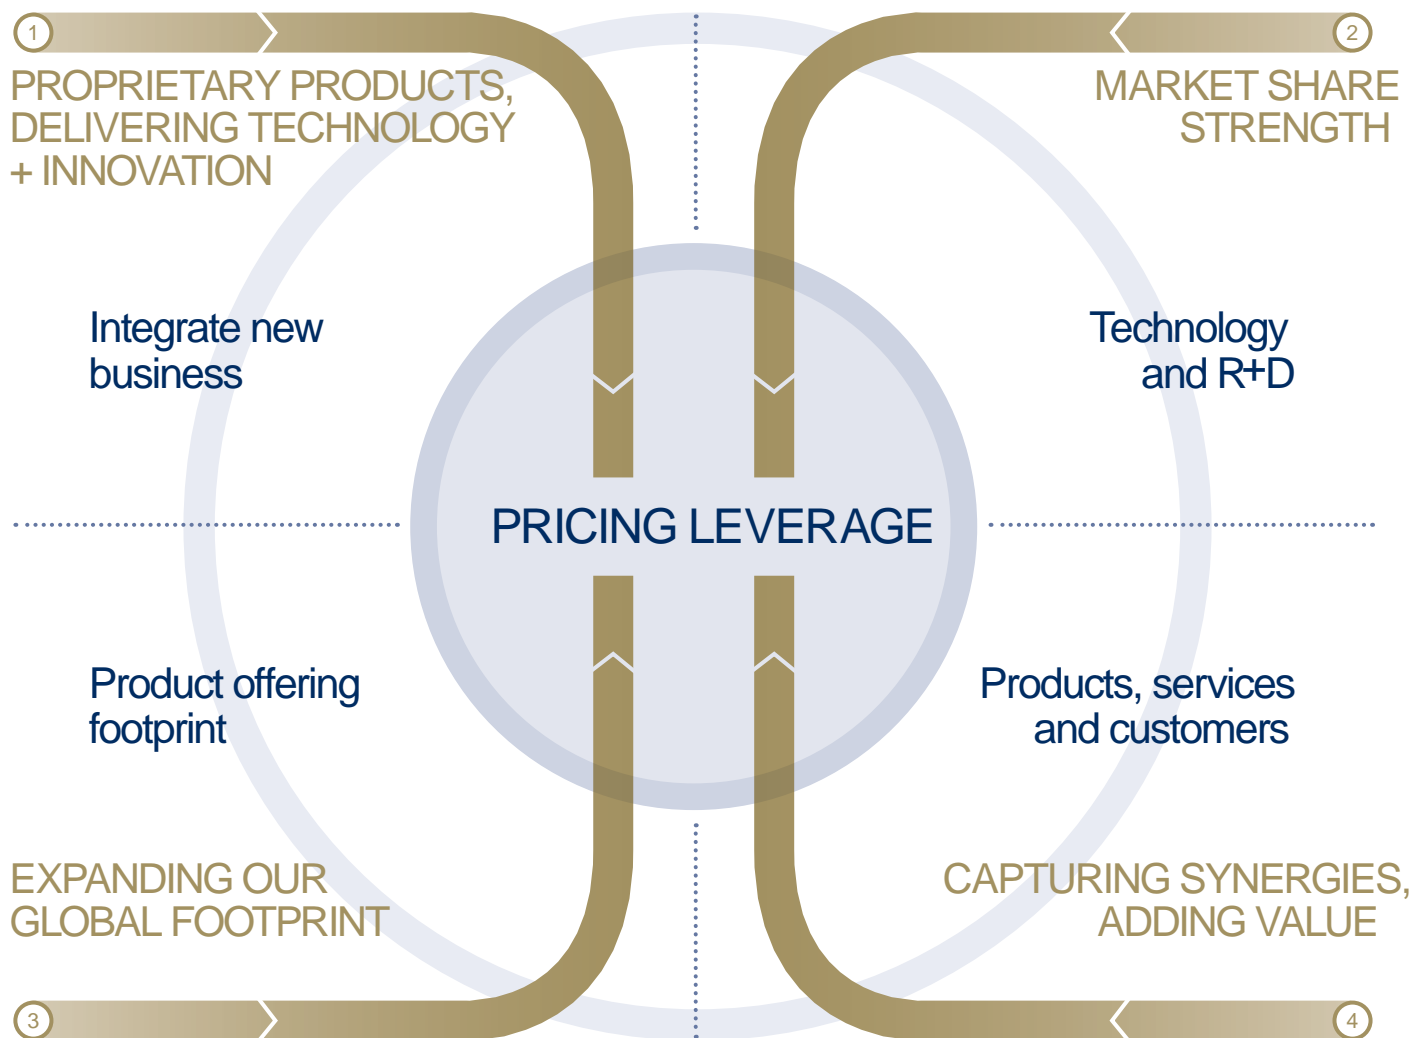 1
PROPRIETARY PRODUCTS,
DELIVERING TECHNOLOGY
+ INNOVATION
2
MARKET SHARE
STRENGTH
Integrate new
business
Technology
and R+D
PRICING LEVERAGE
Product offering
footprint
Products, services
and customers
EXPANDING OUR
GLOBAL FOOTPRINT
3
CAPTURING SYNERGIES,
ADDING VALUE
4